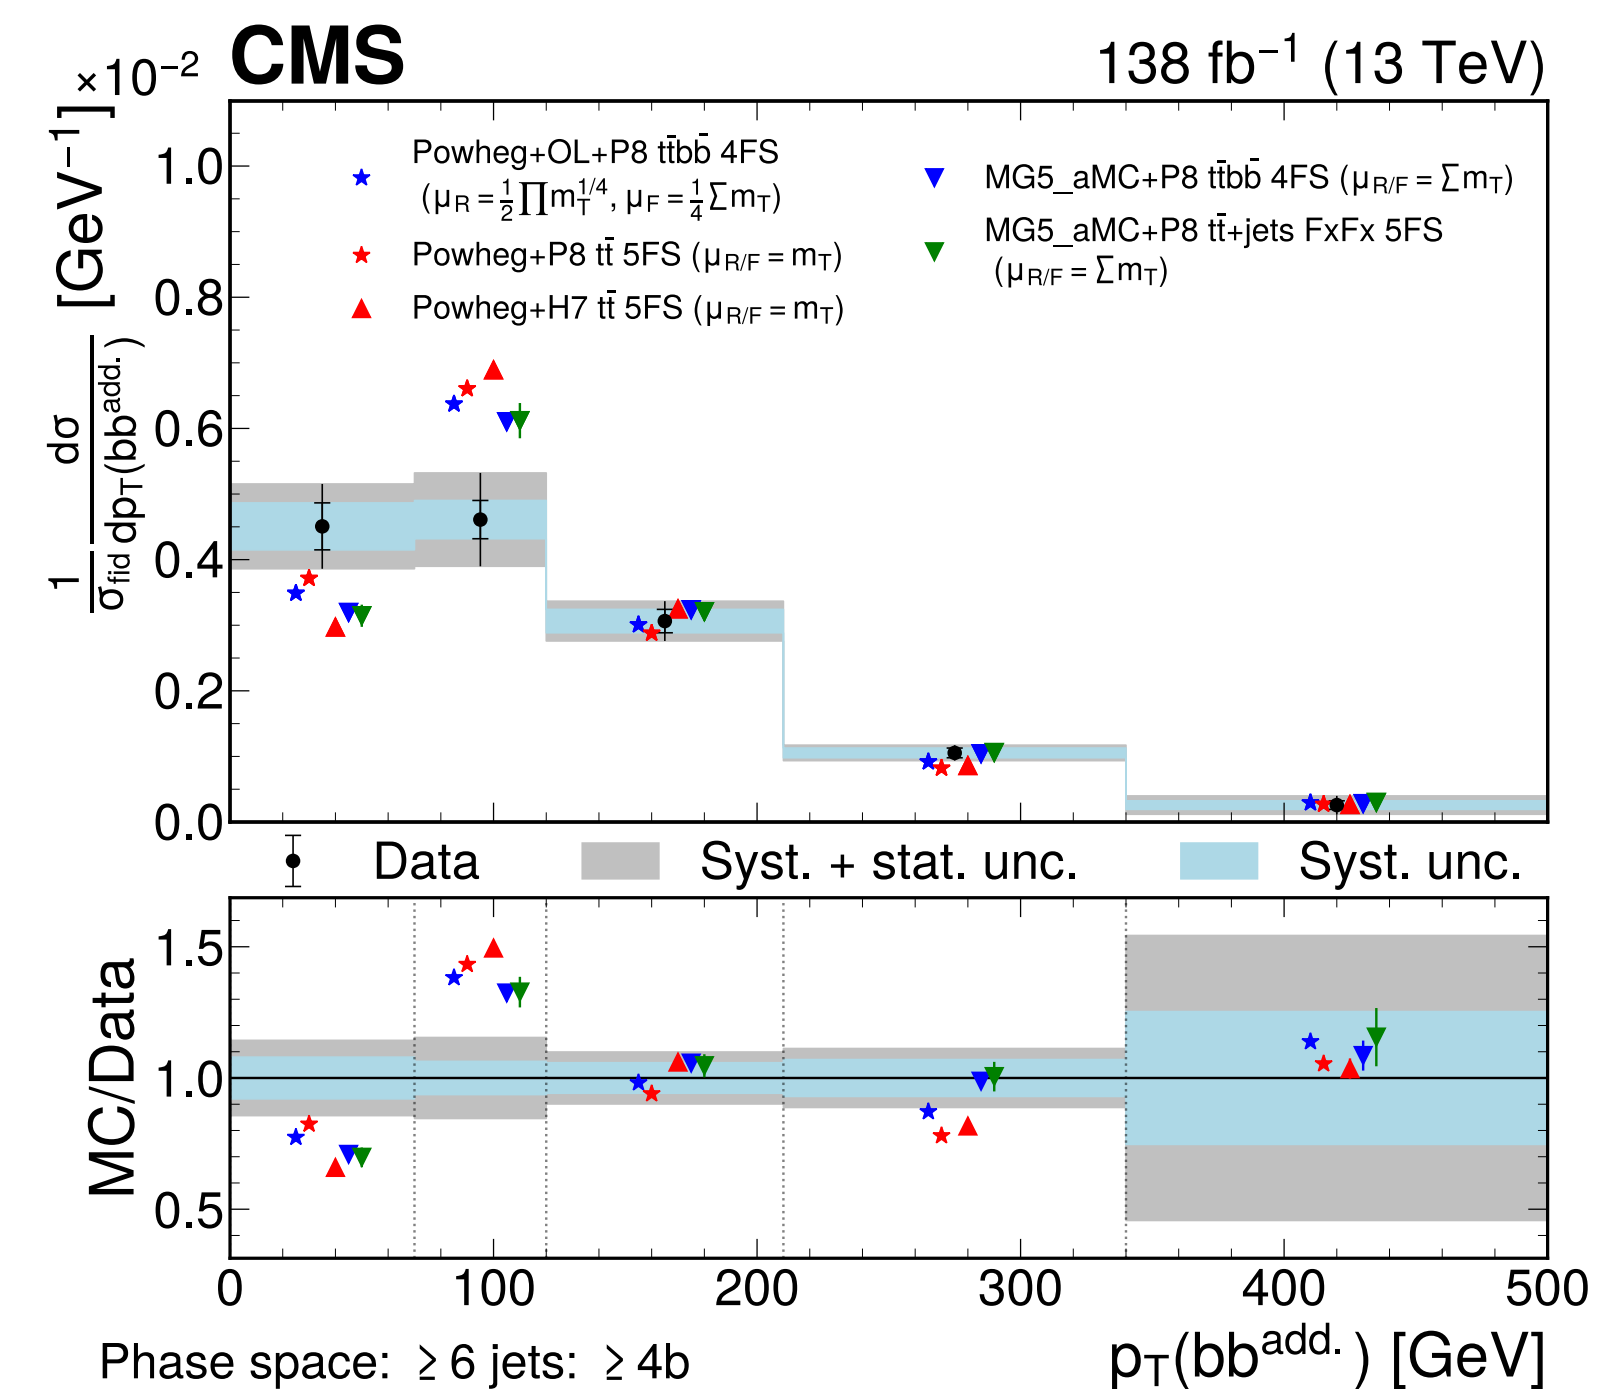 CMS
138 fb⁻¹ (13 TeV)
×10⁻²
1/σ_fid dσ/dp_T(bb^add.) [GeV⁻¹]
Powheg+OL+P8 tt̄bb̄ 4FS
(μ_R = ½∏m_T^1/4, μ_F = ¼∑m_T)
Powheg+P8 tt̄ 5FS (μ_R/F = m_T)
Powheg+H7 tt̄ 5FS (μ_R/F = m_T)
MG5_aMC+P8 tt̄bb̄ 4FS (μ_R/F = ∑m_T)
MG5_aMC+P8 tt̄+jets FxFx 5FS
(μ_R/F = ∑m_T)
1.0
0.8
0.6
0.4
0.2
0.0
Data
Syst. + stat. unc.
Syst. unc.
MC/Data
1.5
1.0
0.5
0 100 200 300 400 500
p_T(bb^add.) [GeV]
Phase space: ≥ 6 jets: ≥ 4b